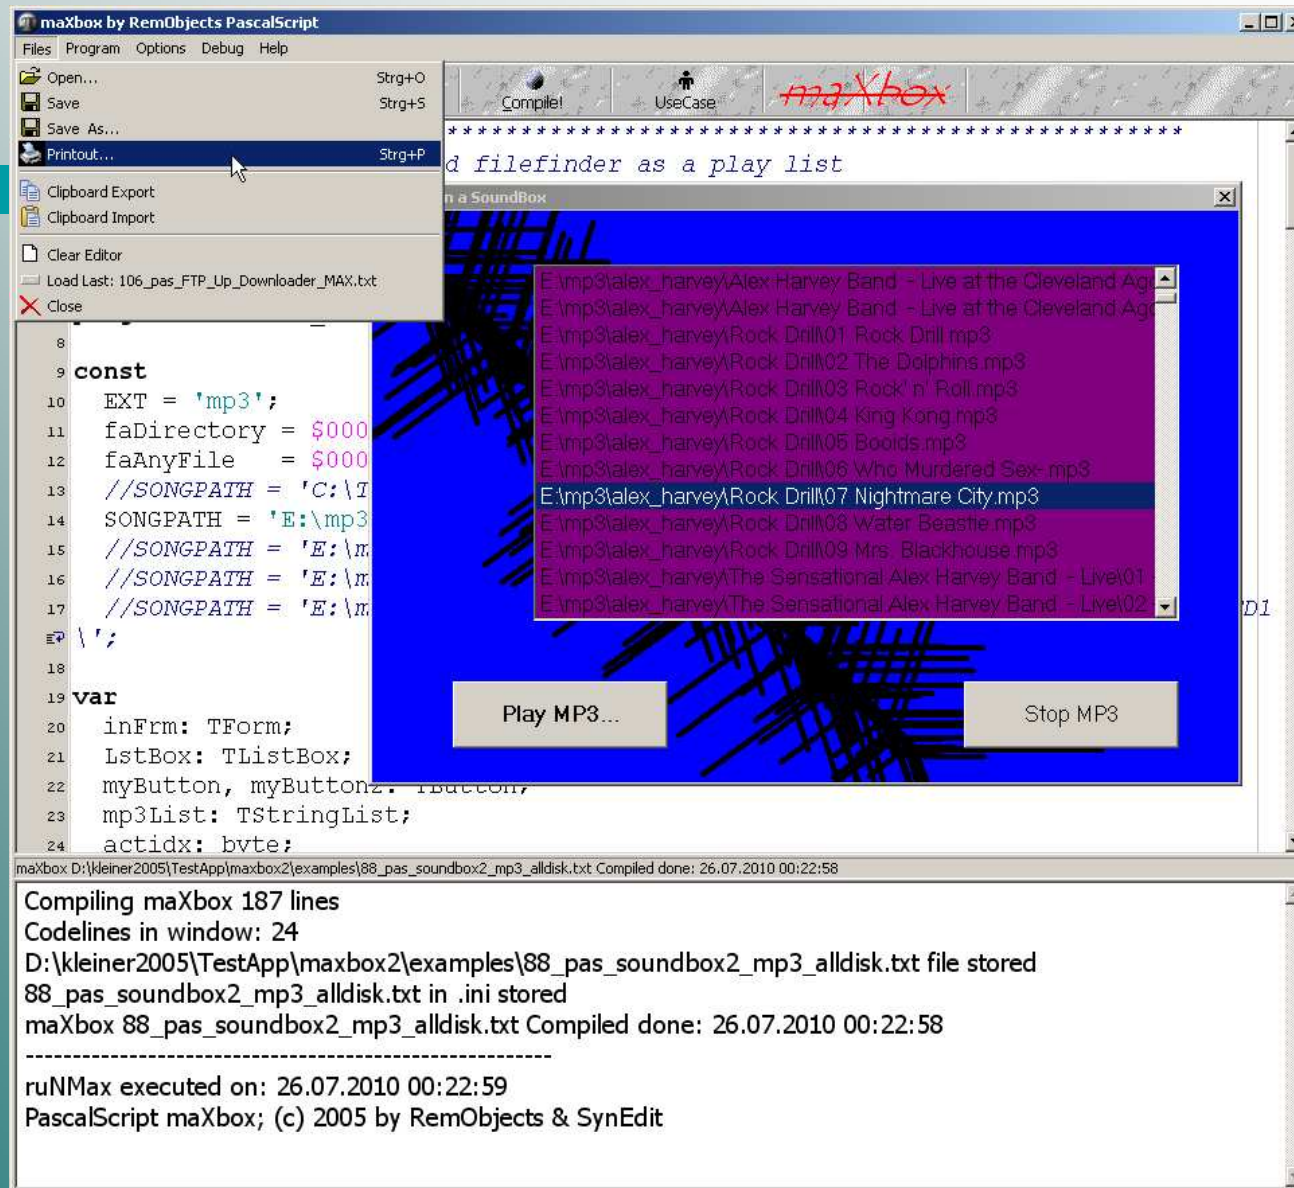 maXbox by RemObjects PascalScript
Files Program Options Debug Help
Open... Strg+O
Save Strg+S
Save As...
Printout... Strg+P
Clipboard Export
Clipboard Import
Clear Editor
Load Last: 106_pas_FTP_Up_Downloader_MAX.txt
Close
Compile!
UseCase
maXbox
****************************************************
d filefinder as a play list
n a SoundBox
E:\mp3\alex_harvey\Alex Harvey Band - Live at the Cleveland Ago
E:\mp3\alex_harvey\Alex Harvey Band - Live at the Cleveland Ago
E:\mp3\alex_harvey\Rock Drill\01 Rock Drill.mp3
E:\mp3\alex_harvey\Rock Drill\02 The Dolphins.mp3
E:\mp3\alex_harvey\Rock Drill\03 Rock' n' Roll.mp3
E:\mp3\alex_harvey\Rock Drill\04 King Kong.mp3
E:\mp3\alex_harvey\Rock Drill\05 Booids.mp3
E:\mp3\alex_harvey\Rock Drill\06 Who Murdered Sex-.mp3
E:\mp3\alex_harvey\Rock Drill\07 Nightmare City.mp3
E:\mp3\alex_harvey\Rock Drill\08 Water Beastie.mp3
E:\mp3\alex_harvey\Rock Drill\09 Mrs. Blackhouse.mp3
E:\mp3\alex_harvey\The Sensational Alex Harvey Band - Live\01 -
E:\mp3\alex_harvey\The Sensational Alex Harvey Band - Live\02 -
Play MP3...
Stop MP3
8
9 const
10 EXT = 'mp3';
11 faDirectory = $000
12 faAnyFile = $000
13 //SONGPATH = 'C:\T
14 SONGPATH = 'E:\mp3
15 //SONGPATH = 'E:\m
16 //SONGPATH = 'E:\m
17 //SONGPATH = 'E:\m CD1
\';
18
19 var
20 inFrm: TForm;
21 LstBox: TListBox;
22 myButton, myButton2: TButton;
23 mp3List: TStringList;
24 actidx: byte;
maXbox D:\kleiner2005\TestApp\maxbox2\examples\88_pas_soundbox2_mp3_alldisk.txt Compiled done: 26.07.2010 00:22:58
Compiling maXbox 187 lines
Codelines in window: 24
D:\kleiner2005\TestApp\maxbox2\examples\88_pas_soundbox2_mp3_alldisk.txt file stored
88_pas_soundbox2_mp3_alldisk.txt in .ini stored
maXbox 88_pas_soundbox2_mp3_alldisk.txt Compiled done: 26.07.2010 00:22:58
--------------------------------------------------------
ruNMax executed on: 26.07.2010 00:22:59
PascalScript maXbox; (c) 2005 by RemObjects & SynEdit